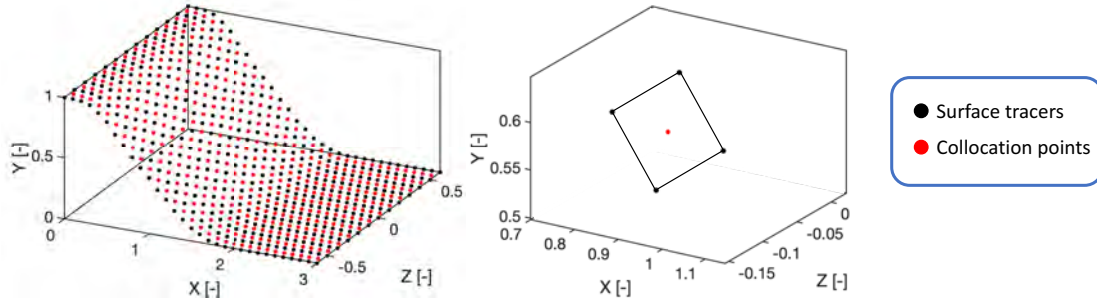 1
0.5
0
Y [-]
0
1
2
3
X [-]
-0.5
0
0.5
Z [-]
0.6
0.55
0.5
Y [-]
0.7
0.8
0.9
1
1.1
X [-]
-0.15
-0.1
-0.05
0
Z [-]
Surface tracers
Collocation points